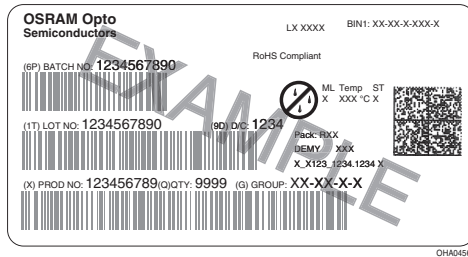 OSRAM Opto
Semiconductors
LX XXXX BIN1: XX-XX-X-XXX-X
RoHS Compliant
(6P) BATCH NO: 1234567890
ML Temp ST
X XXX °C X
(1T) LOT NO: 1234567890 (9D) D/C: 1234
Pack: RXX
DEMY XXX
X_X123_1234.1234 X
(X) PROD NO: 123456789(Q)QTY: 9999 (G) GROUP: XX-XX-X-X
EXAMPLE